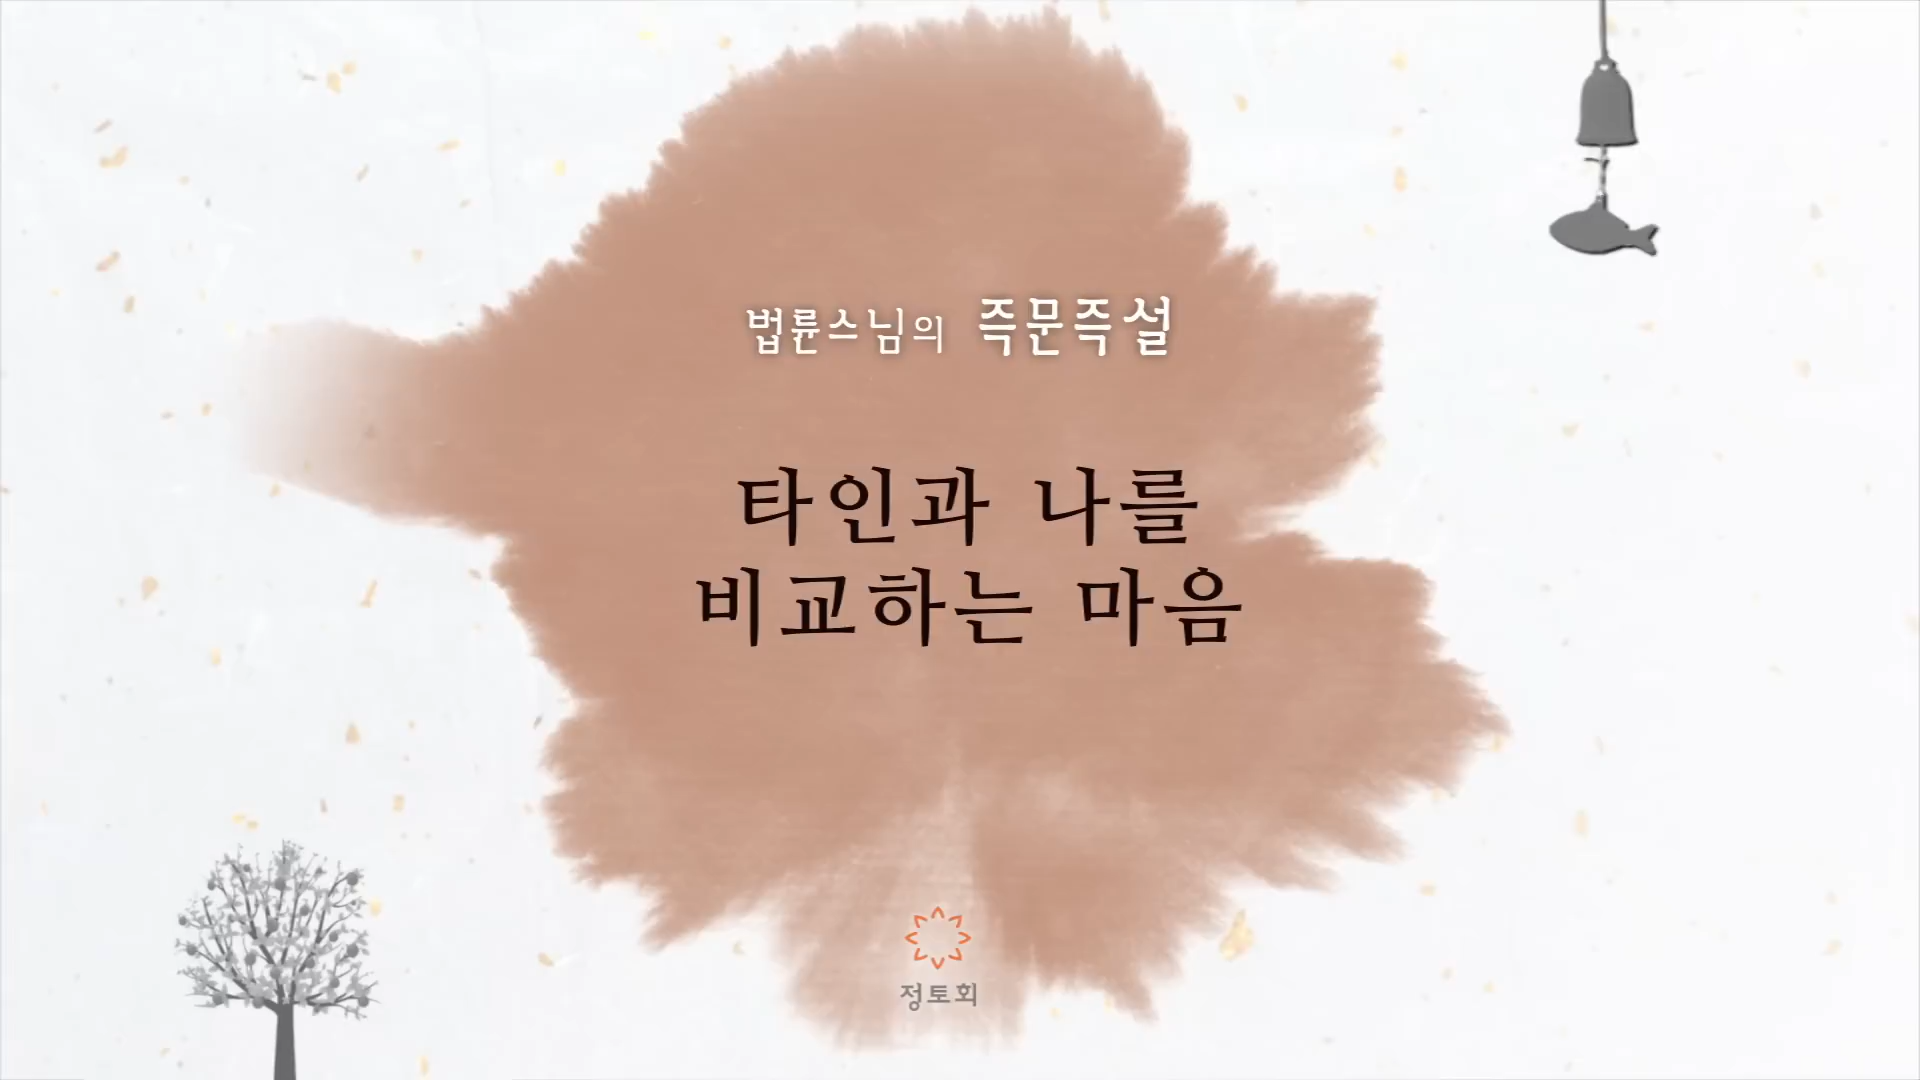 법륜스님의 즉문즉설
타인과 나를
비교하는 마음
정토회